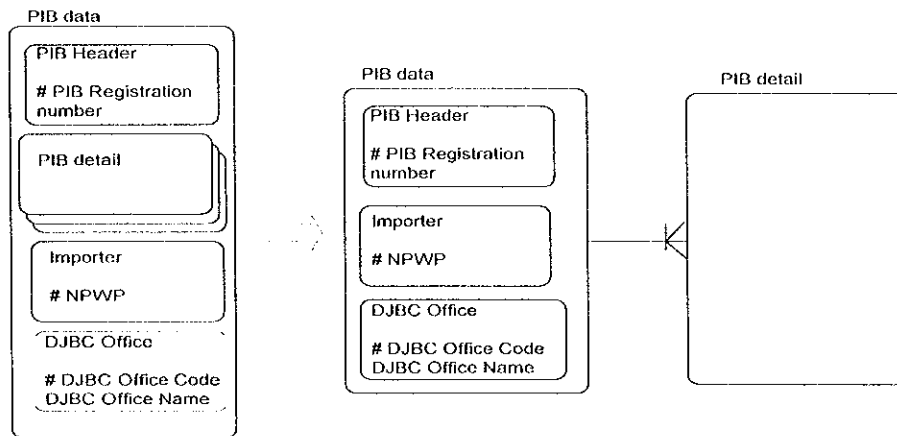 PIB data
PIB Header
# PIB Registration
number
PIB detail
Importer
# NPWP
DJBC Office
# DJBC Office Code
DJBC Office Name
PIB data
PIB Header
# PIB Registration
number
Importer
# NPWP
DJBC Office
# DJBC Office Code
DJBC Office Name
PIB detail